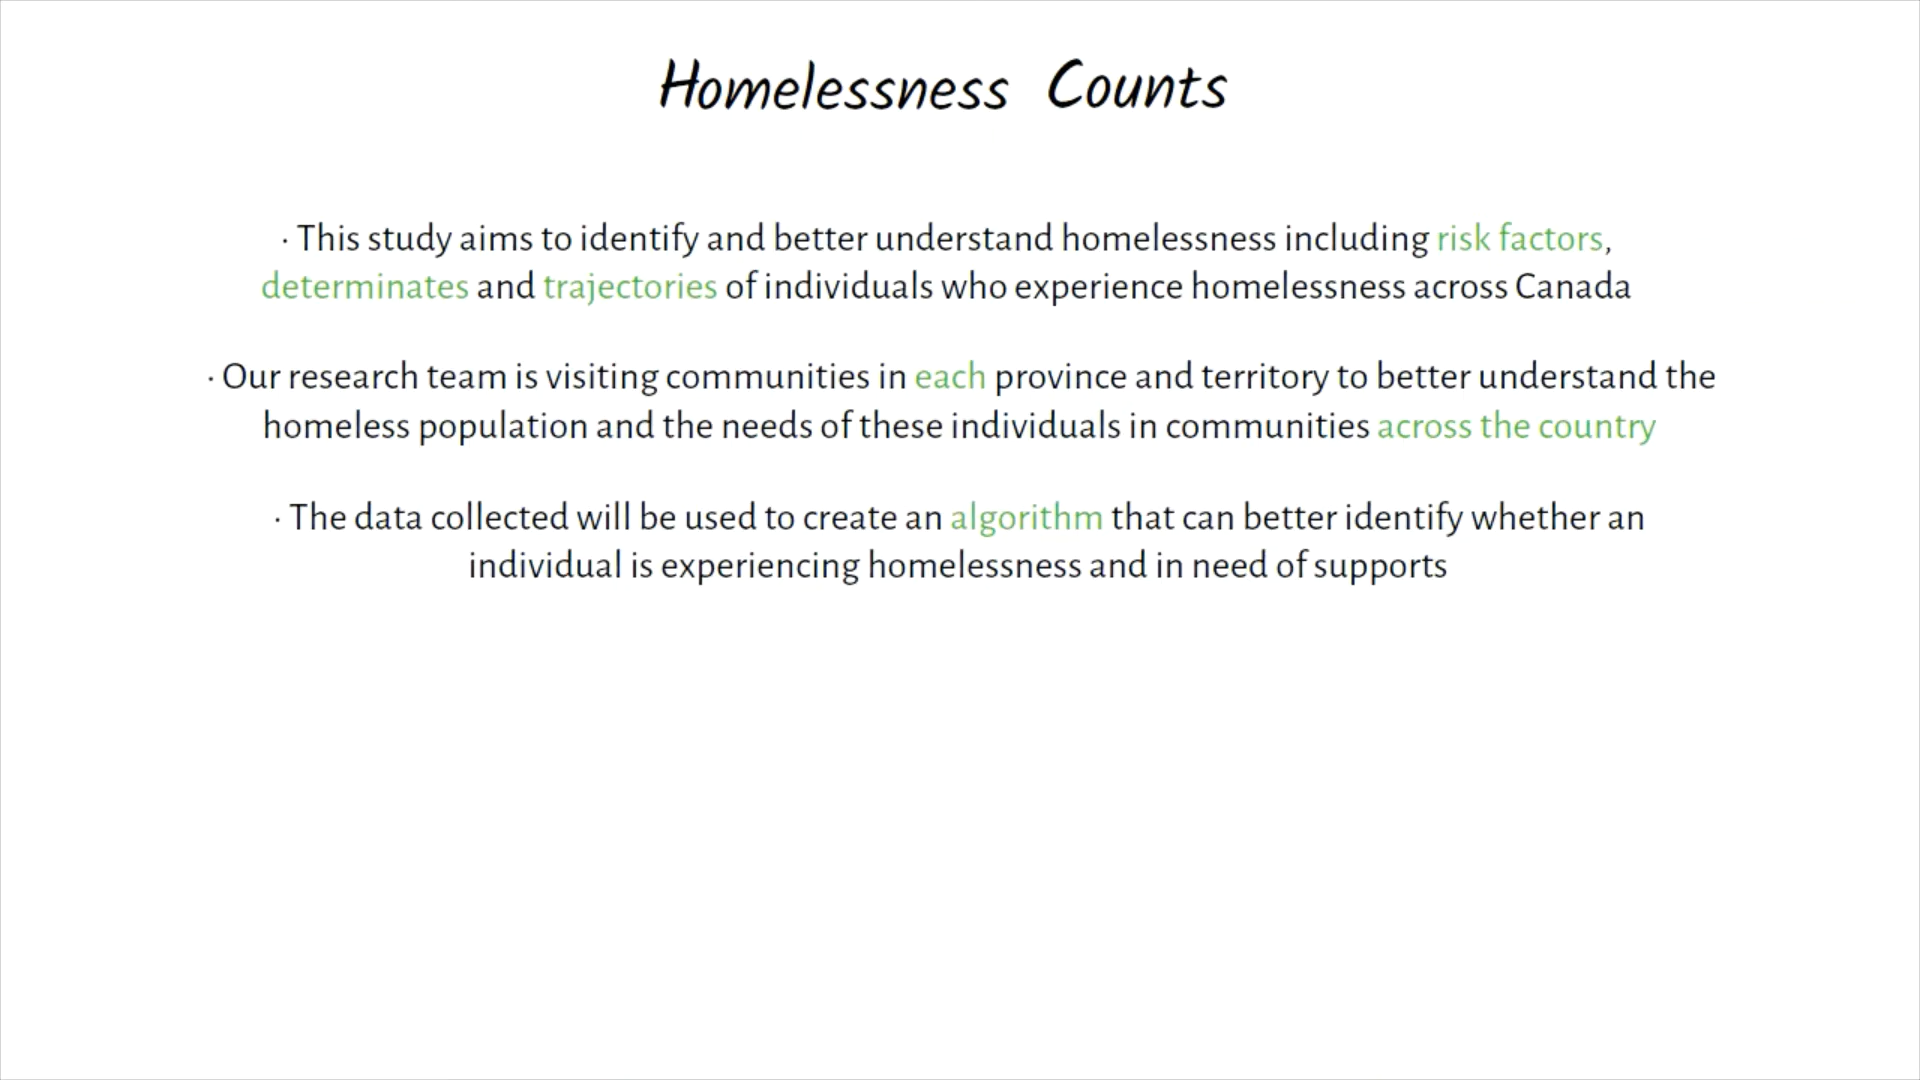 Homelessness Counts
· This study aims to identify and better understand homelessness including risk factors,
determinates and trajectories of individuals who experience homelessness across Canada
· Our research team is visiting communities in each province and territory to better understand the
homeless population and the needs of these individuals in communities across the country
· The data collected will be used to create an algorithm that can better identify whether an
individual is experiencing homelessness and in need of supports